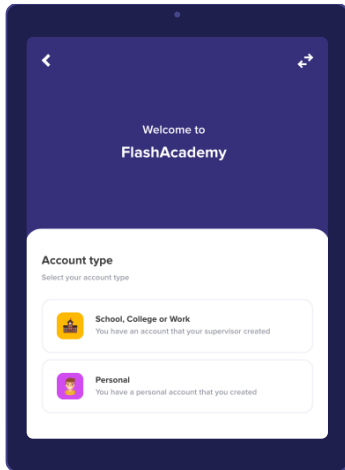 Welcome to
FlashAcademy
Account type
Select your account type
School, College or Work
You have an account that your supervisor created
Personal
You have a personal account that you created